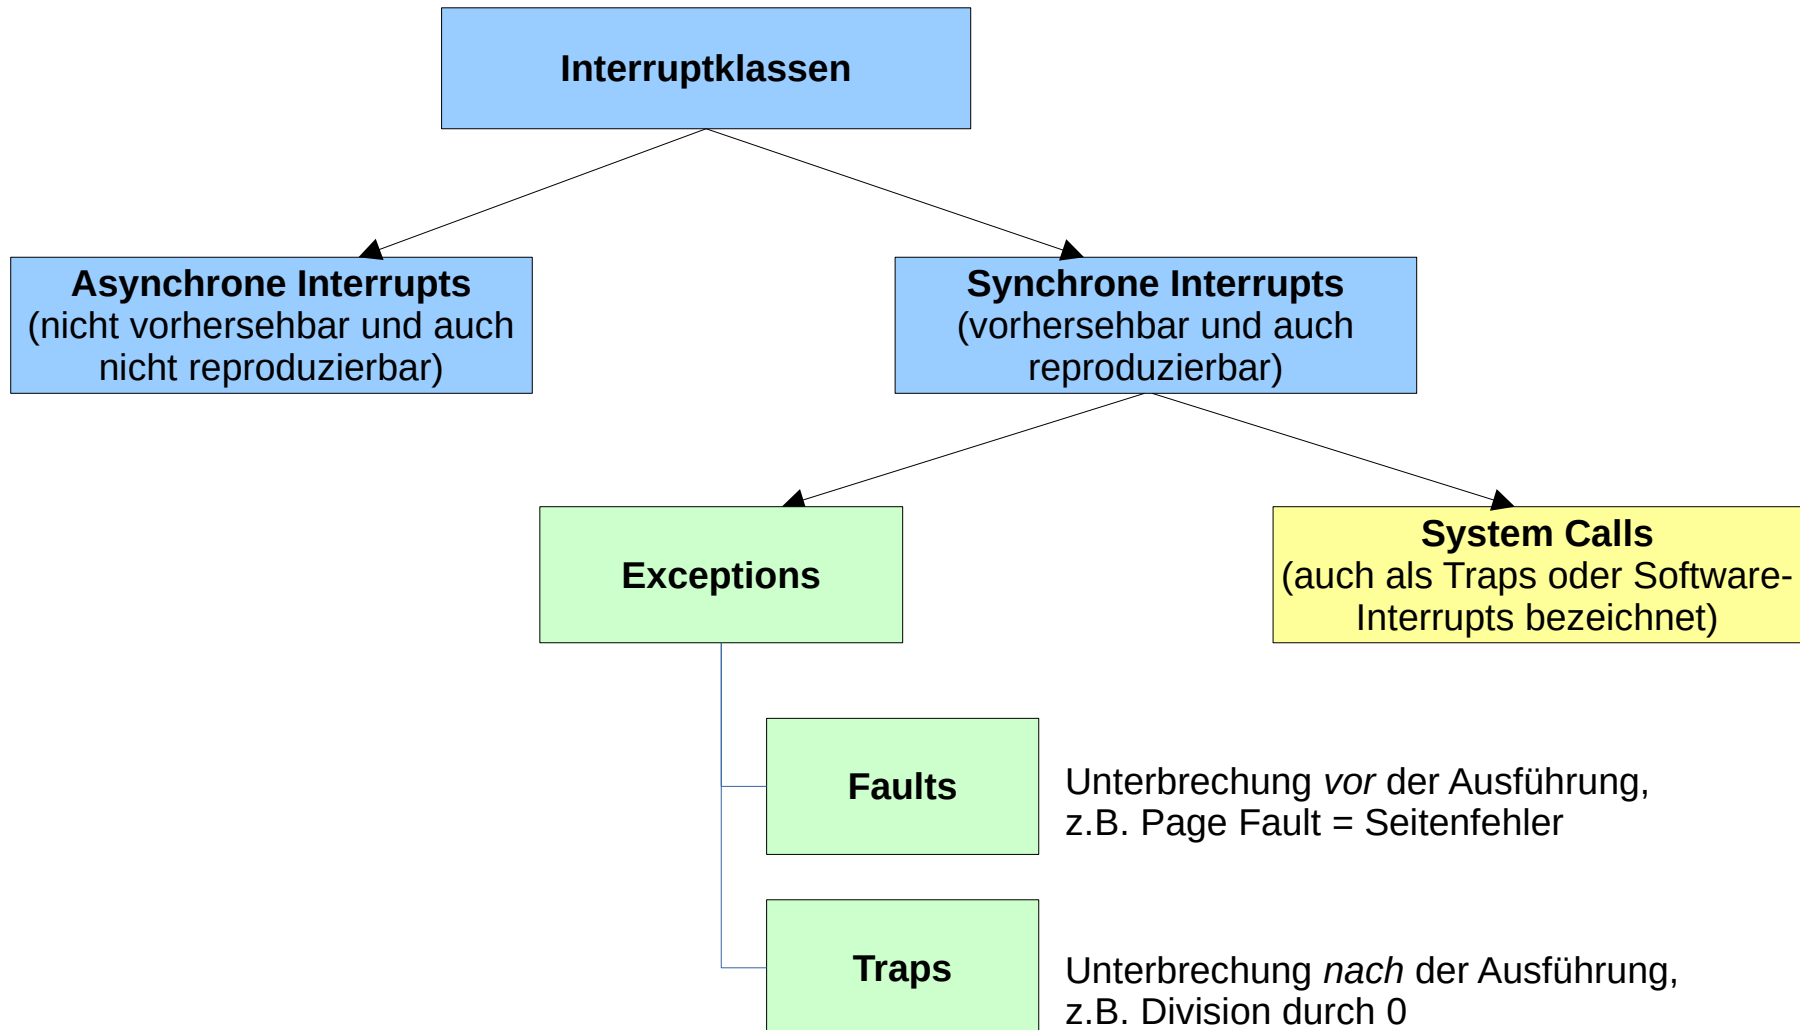 Interruptklassen
Asynchrone Interrupts
(nicht vorhersehbar und auch
nicht reproduzierbar)
Synchrone Interrupts
(vorhersehbar und auch
reproduzierbar)
Exceptions
System Calls
(auch als Traps oder Software-
Interrupts bezeichnet)
Faults
Unterbrechung vor der Ausführung,
z.B. Page Fault = Seitenfehler
Traps
Unterbrechung nach der Ausführung,
z.B. Division durch 0